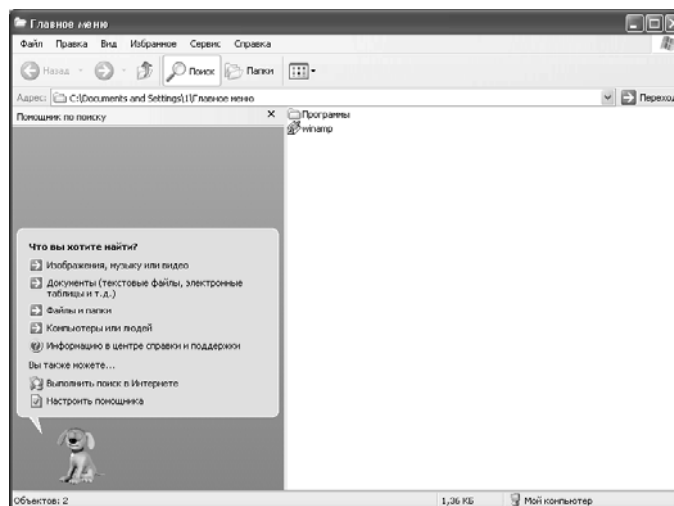 Главное меню
Файл Правка Вид Избранное Сервис Справка
Назад Поиск Папки
Адрес: C:\Documents and Settings\1\Главное меню Переход
Помощник по поиску
Программы
winamp
Что вы хотите найти?
Изображения, музыку или видео
Документы (текстовые файлы, электронные
таблицы и т.д.)
Файлы и папки
Компьютеры или людей
Информацию в центре справки и поддержки
Вы также можете...
Выполнить поиск в Интернете
Настроить помощника
Объектов: 2 1,36 КБ Мой компьютер